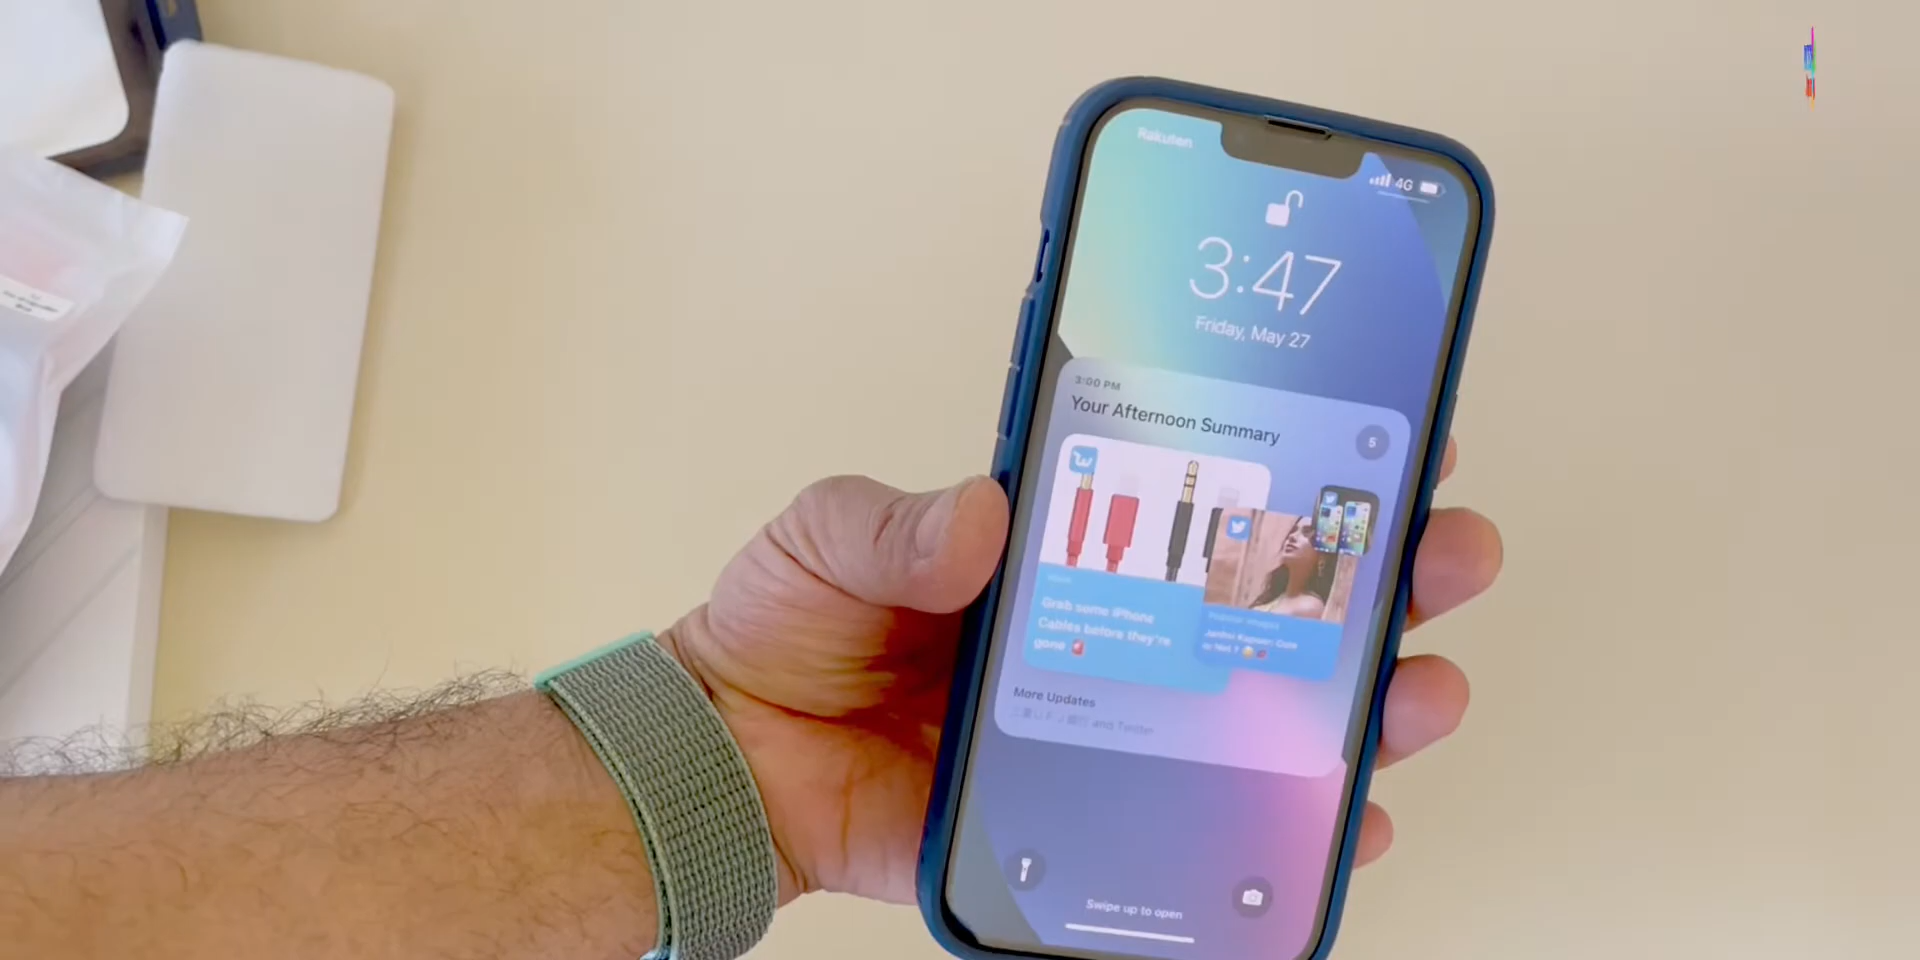 Rakuten
4G
3:47
Friday, May 27
3:00 PM
Your Afternoon Summary
5
Grab some iPhone
Cables before they're
gone
More Updates
and Twitter
Swipe up to open